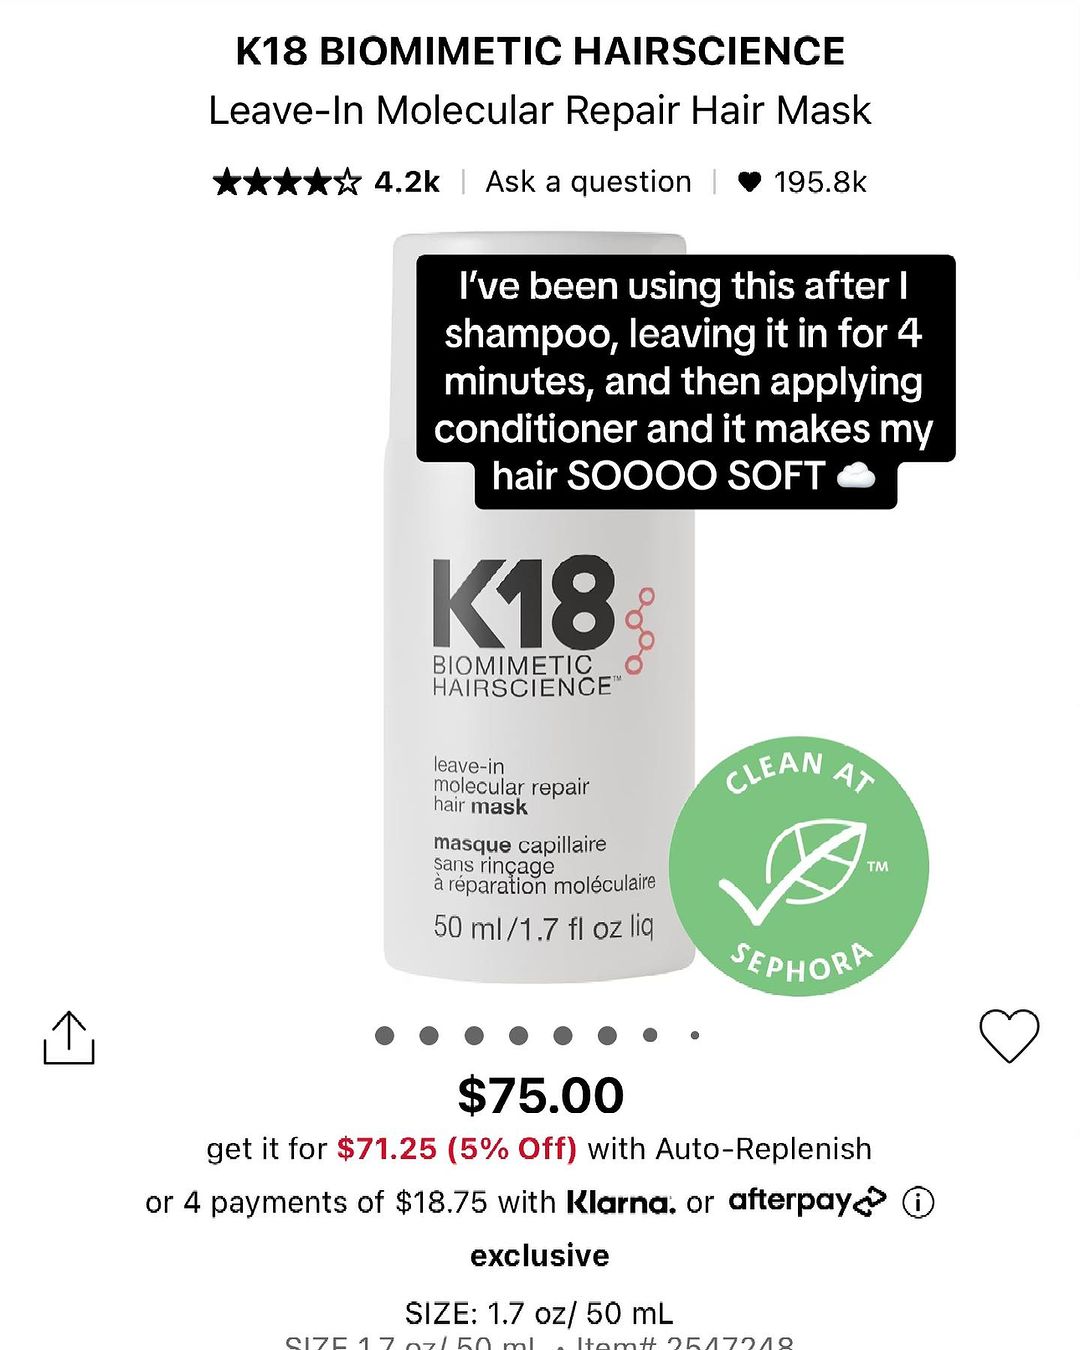 K18 BIOMIMETIC HAIRSCIENCE
Leave-In Molecular Repair Hair Mask
4.2k | Ask a question | 195.8k
I've been using this after I
shampoo, leaving it in for 4
minutes, and then applying
conditioner and it makes my
hair SOOOO SOFT ☁️
K18
BIOMIMETIC
HAIRSCIENCE™
leave-in
molecular repair
hair mask
masque capillaire
sans rinçage
à réparation moléculaire
50 ml/1.7 fl oz liq
CLEAN AT
™
SEPHORA
$75.00
get it for $71.25 (5% Off) with Auto-Replenish
or 4 payments of $18.75 with Klarna. or afterpay
exclusive
SIZE: 1.7 oz/ 50 mL
SIZE 1.7 oz/ 50 mL • Item# 2547248